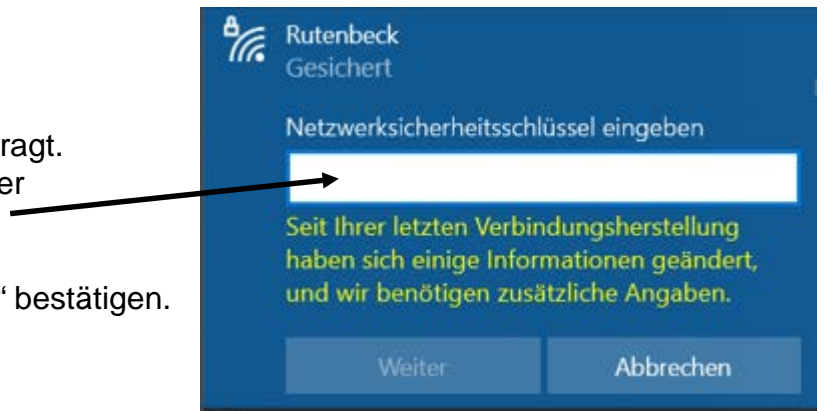 ragt.
er
“ bestätigen.
Rutenbeck
Gesichert
Netzwerksicherheitsschlüssel eingeben
Seit Ihrer letzten Verbindungsherstellung
haben sich einige Informationen geändert,
und wir benötigen zusätzliche Angaben.
Weiter
Abbrechen